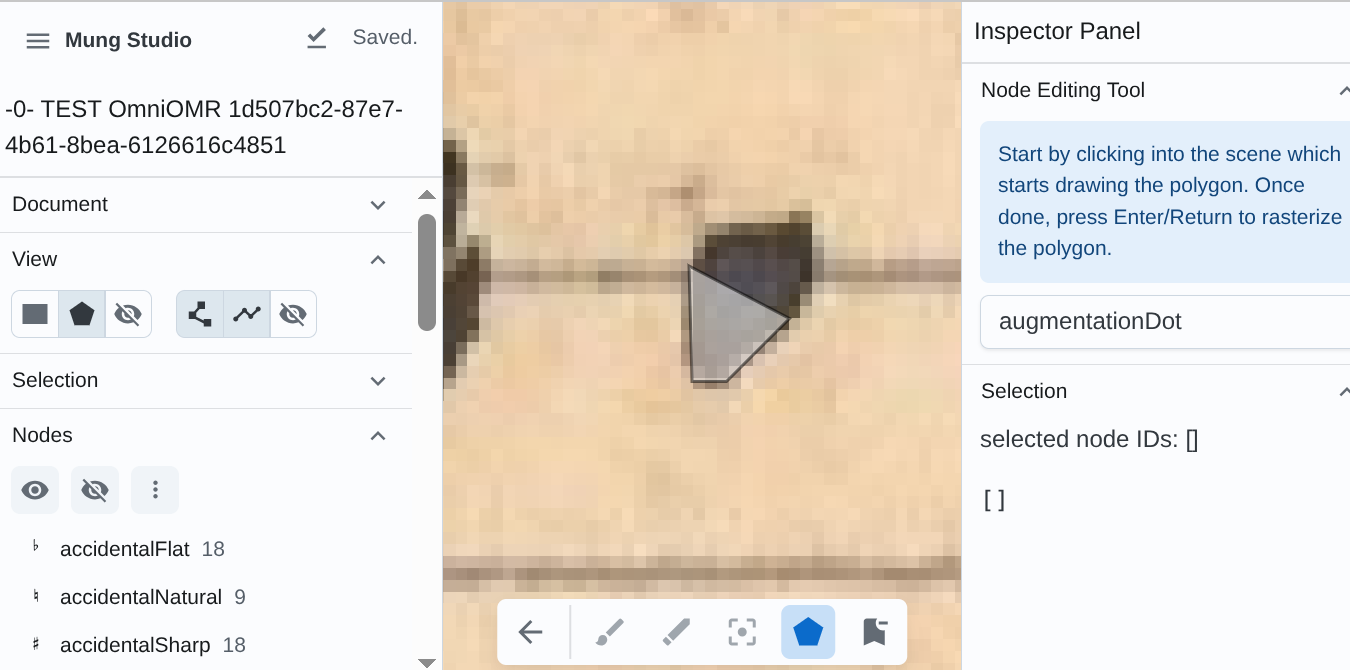 Mung Studio
Saved.
-0- TEST OmniOMR 1d507bc2-87e7-
4b61-8bea-6126616c4851
Document
View
Selection
Nodes
accidentalFlat 18
accidentalNatural 9
accidentalSharp 18
Inspector Panel
Node Editing Tool
Start by clicking into the scene which
starts drawing the polygon. Once
done, press Enter/Return to rasterize
the polygon.
augmentationDot
Selection
selected node IDs: []
[ ]